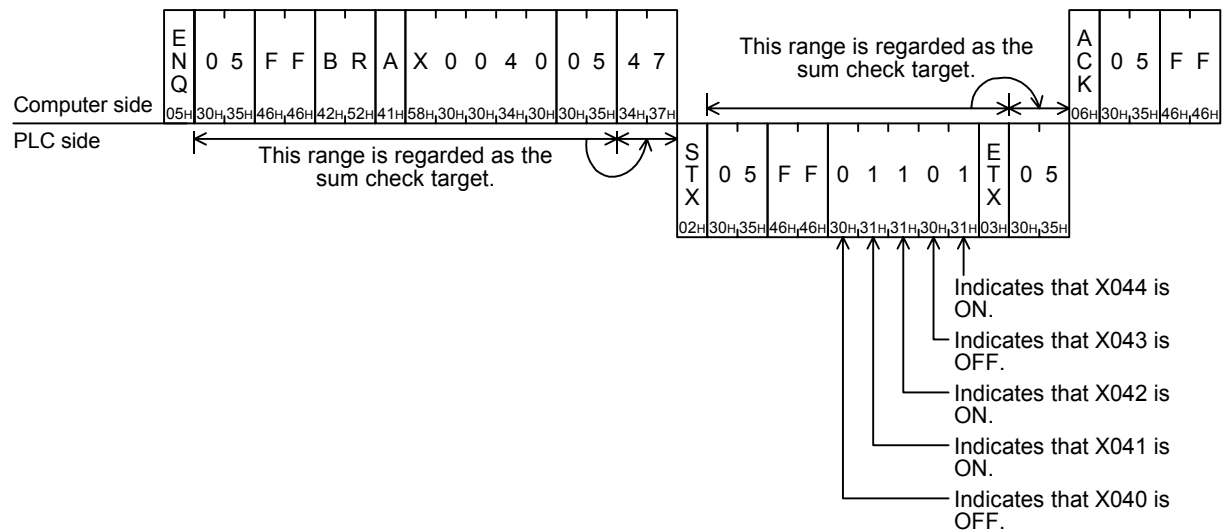 E N Q 0 5 F F B R A X 0 0 4 0 0 5 4 7
This range is regarded as the
sum check target.
A C K 0 5 F F
Computer side
05H 30H 35H 46H 46H 42H 52H 41H 58H 30H 30H 34H 30H 30H 35H 34H 37H
06H 30H 35H 46H 46H
PLC side
This range is regarded as the
sum check target.
S T X 0 5 F F 0 1 1 0 1 E T X 0 5
02H 30H 35H 46H 46H 30H 31H 31H 30H 31H 03H 30H 35H
Indicates that X044 is
ON.
Indicates that X043 is
OFF.
Indicates that X042 is
ON.
Indicates that X041 is
ON.
Indicates that X040 is
OFF.